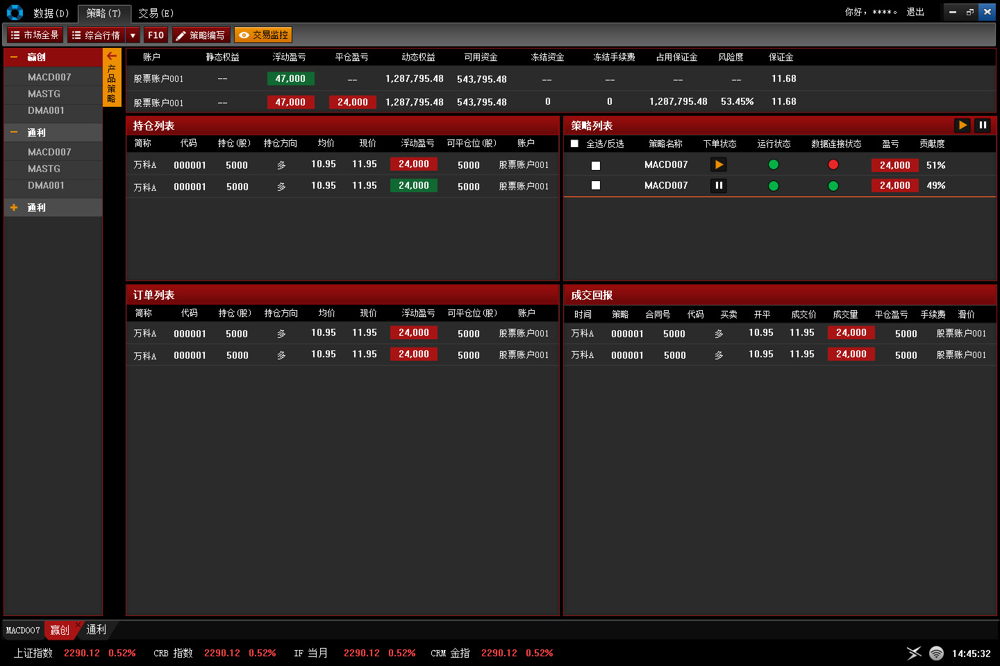 数据(D) 策略(T) 交易(E) 你好，****。 退出
市场全景 综合行情 F10 策略编写 交易监控
赢创
MACD007
MASTG
DMA001
通利
MACD007
MASTG
DMA001
通利
产品策略
账户 静态权益 浮动盈亏 平仓盈亏 动态权益 可用资金 冻结资金 冻结手续费 占用保证金 风险度 保证金
股票账户001 -- 47,000 -- 1,287,795.48 543,795.48 -- -- -- -- 11.68
股票账户001 -- 47,000 24,000 1,287,795.48 543,795.48 0 0 1,287,795.48 53.45% 11.68
持仓列表
简称 代码 持仓(股) 持仓方向 均价 现价 浮动盈亏 可平仓位(股) 账户
万科A 000001 5000 多 10.95 11.95 24,000 5000 股票账户001
万科A 000001 5000 多 10.95 11.95 24,000 5000 股票账户001
策略列表
全选/反选 策略名称 下单状态 运行状态 数据连接状态 盈亏 贡献度
MACD007 24,000 51%
MACD007 24,000 49%
订单列表
简称 代码 持仓(股) 持仓方向 均价 现价 浮动盈亏 可平仓位(股) 账户
万科A 000001 5000 多 10.95 11.95 24,000 5000 股票账户001
万科A 000001 5000 多 10.95 11.95 24,000 5000 股票账户001
成交回报
时间 策略 合同号 代码 买卖 开平 成交价 成交量 平仓盈亏 手续费 滑价
万科A 000001 5000 多 10.95 11.95 24,000 5000 股票账户001
万科A 000001 5000 多 10.95 11.95 24,000 5000 股票账户001
MACD007 赢创 通利
上证指数 2290.12 0.52% CRB 指数 2290.12 0.52% IF 当月 2290.12 0.52% CRM 金指 2290.12 0.52% 14:45:32